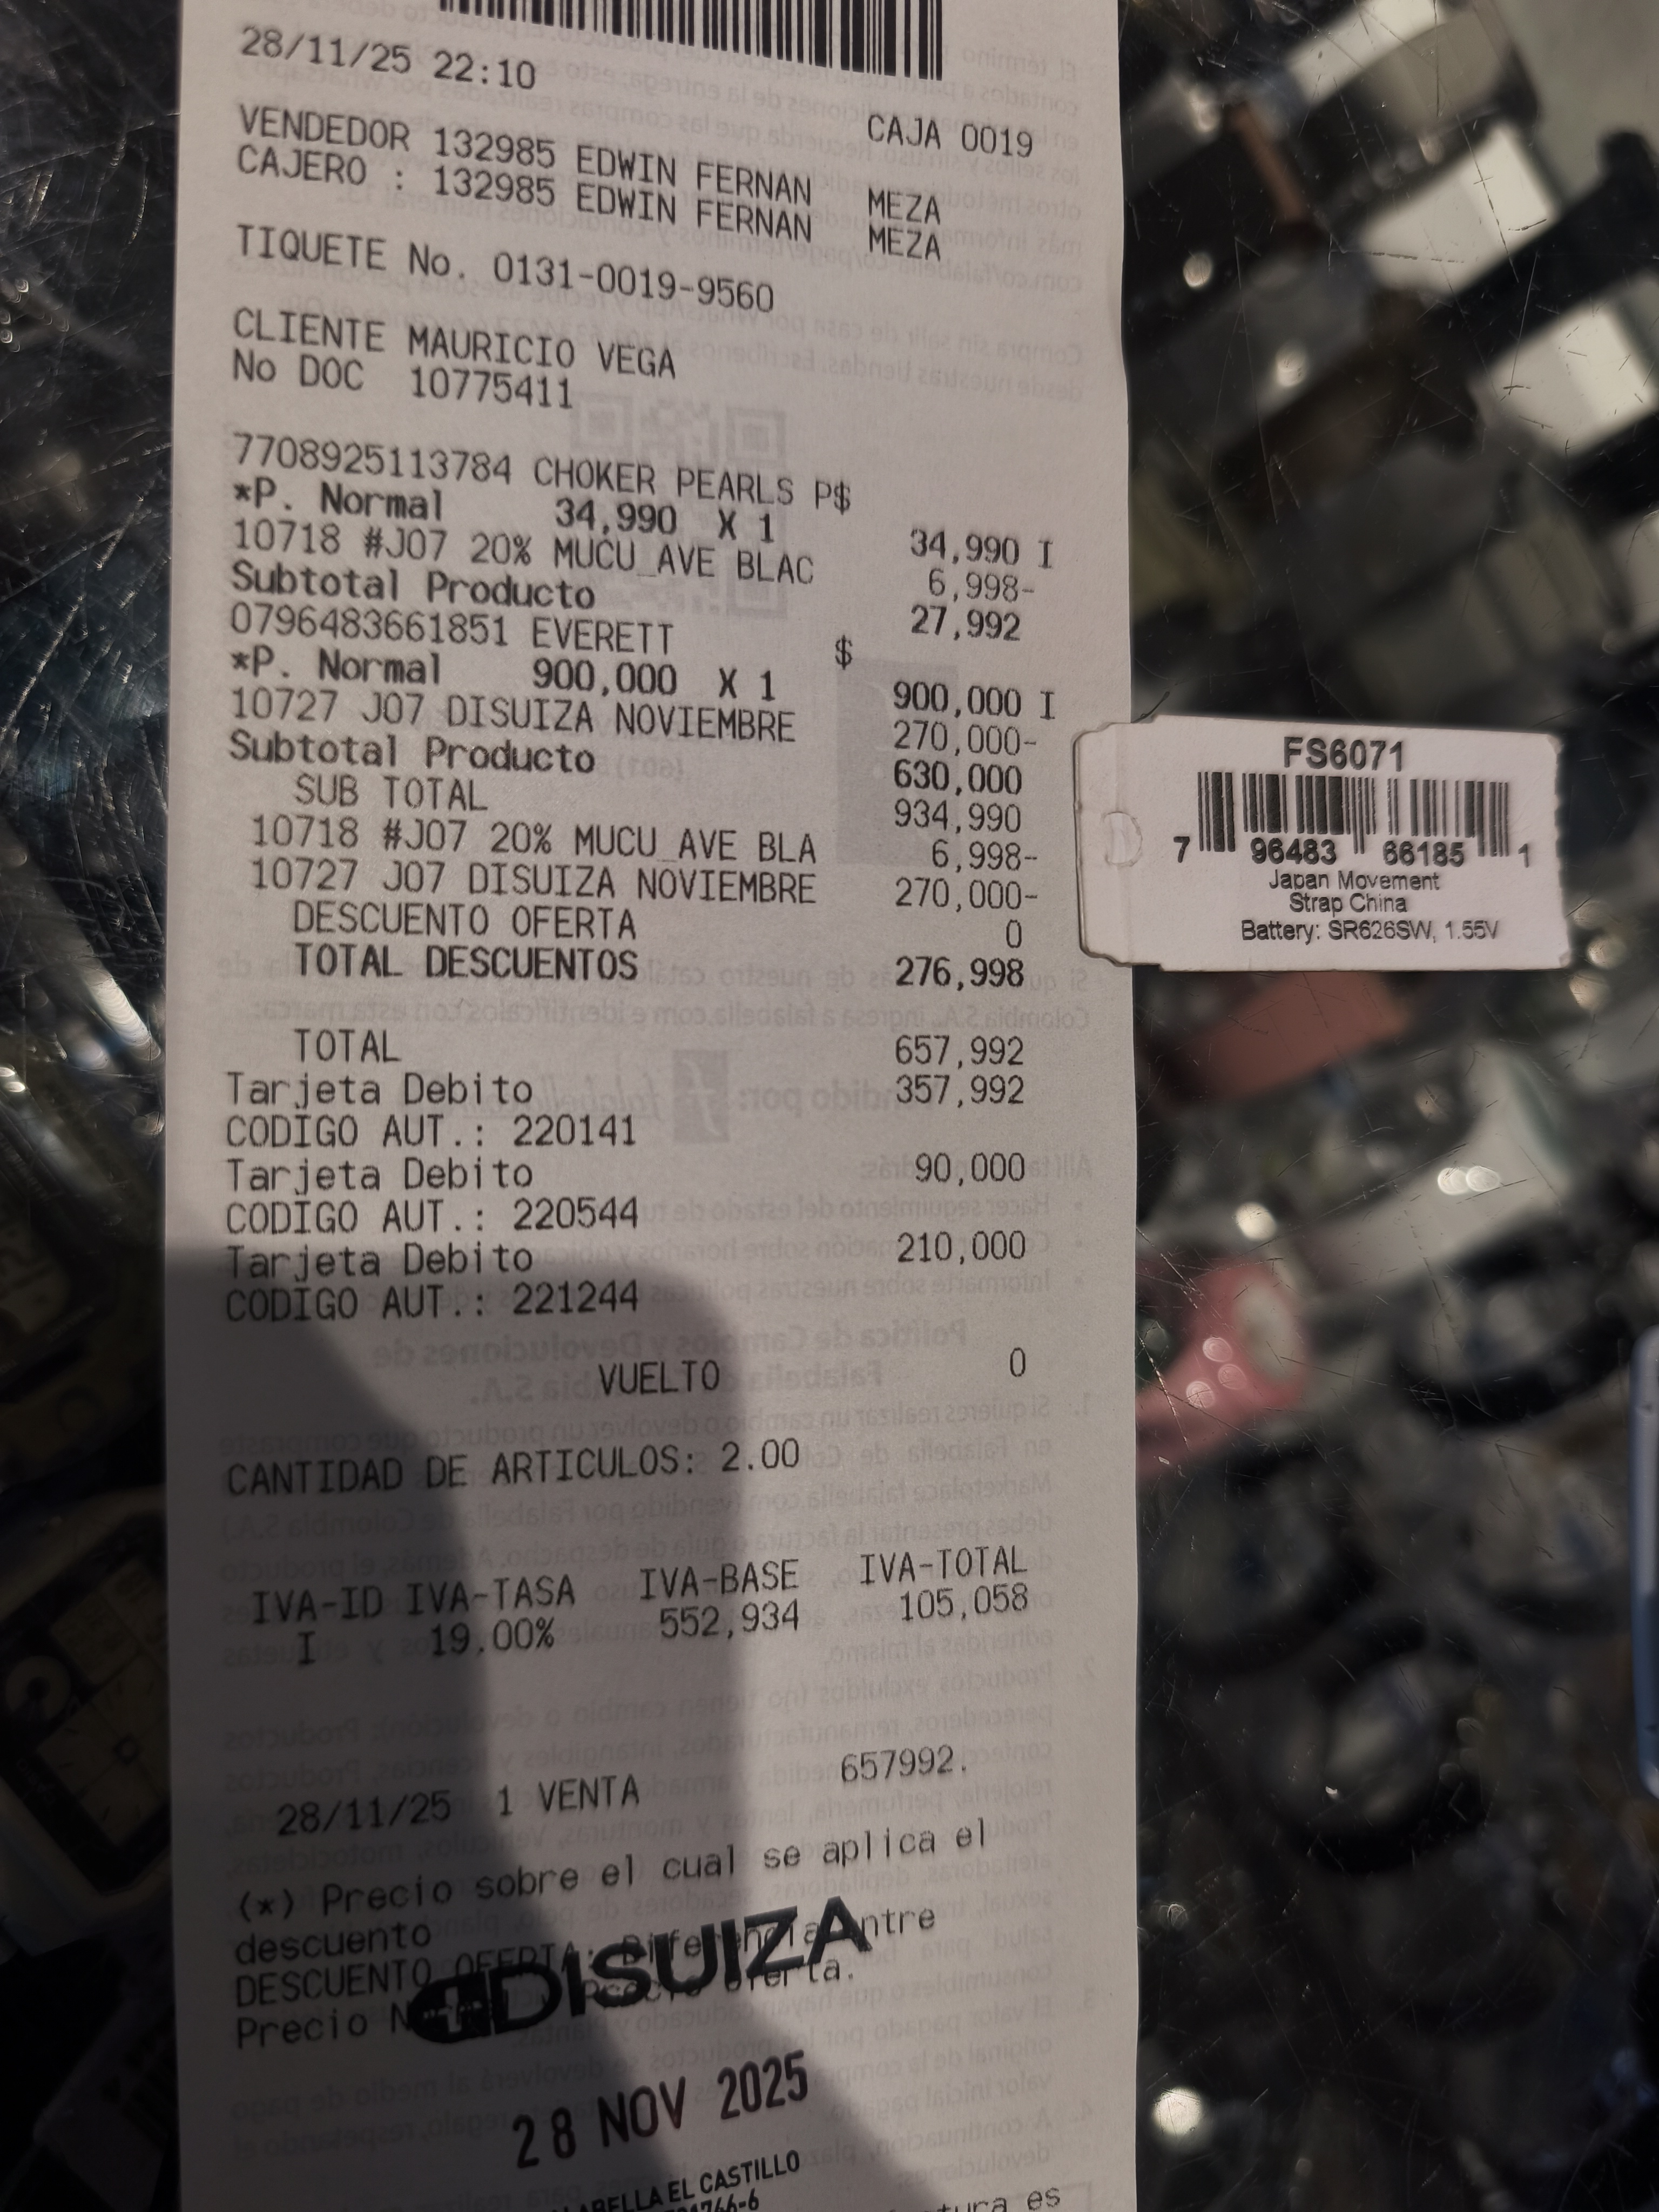 28/11/25 22:10
CAJA 0019
VENDEDOR 132985 EDWIN FERNAN MEZA
CAJERO : 132985 EDWIN FERNAN MEZA
TIQUETE No. 0131-0019-9560
CLIENTE MAURICIO VEGA
No DOC 10775411
7708925113784 CHOKER PEARLS P$
*P. Normal 34,990 X 1 34,990 I
10718 #J07 20% MUCU_AVE BLAC 6,998-
Subtotal Producto 27,992
0796483661851 EVERETT $
*P. Normal 900,000 X 1 900,000 I
10727 J07 DISUIZA NOVIEMBRE 270,000-
Subtotal Producto 630,000
SUB TOTAL 934,990
10718 #J07 20% MUCU_AVE BLA 6,998-
10727 J07 DISUIZA NOVIEMBRE 270,000-
DESCUENTO OFERTA 0
TOTAL DESCUENTOS 276,998
TOTAL 657,992
Tarjeta Debito 357,992
CODIGO AUT.: 220141
Tarjeta Debito 90,000
CODIGO AUT.: 220544
Tarjeta Debito 210,000
CODIGO AUT.: 221244
VUELTO 0
CANTIDAD DE ARTICULOS: 2.00
IVA-ID IVA-TASA IVA-BASE IVA-TOTAL
I 19.00% 552,934 105,058
28/11/25 1 VENTA 657992.
(*) Precio sobre el cual se aplica el
descuento
DESCUENTO OFERTA: Diferencia entre
Precio Oferta.
DISUIZA
28 NOV 2025
EL CASTILLO
FS6071
7 96483 66185 1
Japan Movement
Strap China
Battery: SR626SW, 1.55V